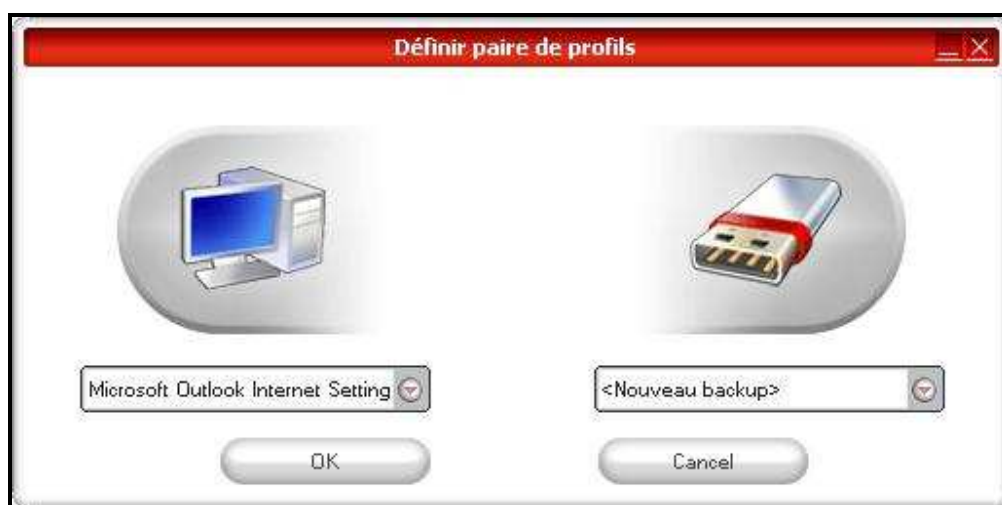 Définir paire de profils
Microsoft Outlook Internet Setting
<Nouveau backup>
OK
Cancel